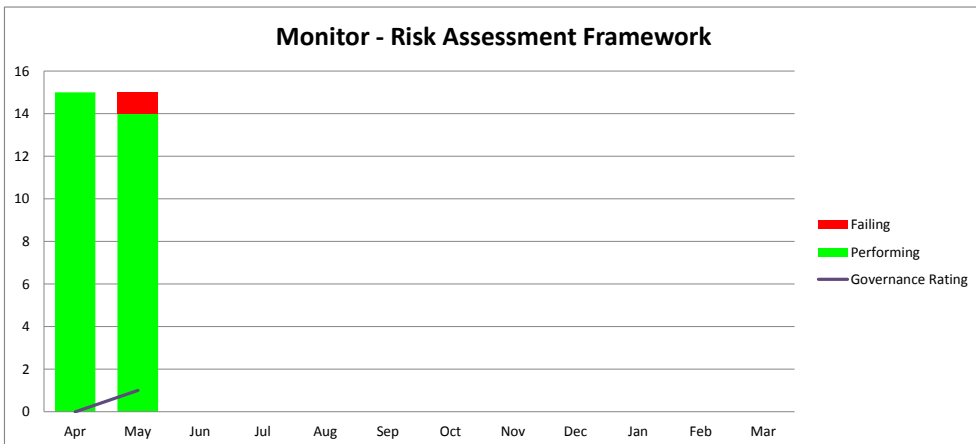 Monitor - Risk Assessment Framework
16
14
12
10
8
6
4
2
0
Apr May Jun Jul Aug Sep Oct Nov Dec Jan Feb Mar
Failing
Performing
Governance Rating